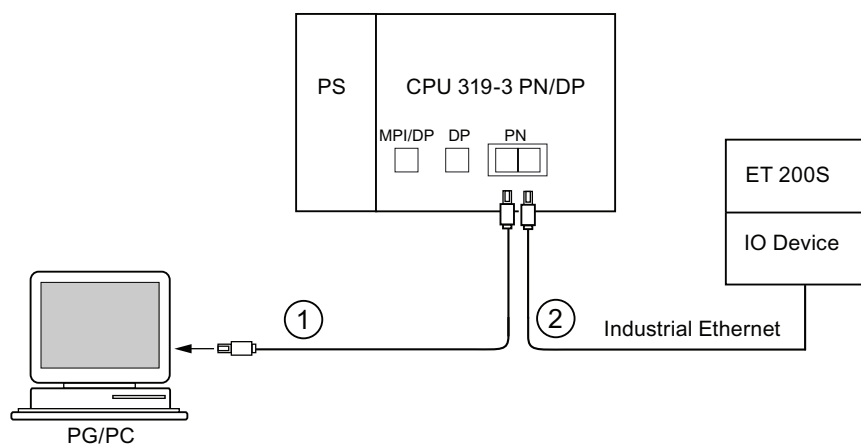 PS
CPU 319-3 PN/DP
MPI/DP DP PN
ET 200S
IO Device
1
2
Industrial Ethernet
PG/PC